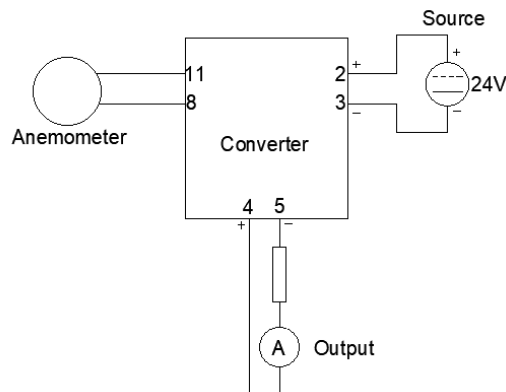 Source
+
11
2
+
24V
8
3
−
−
Anemometer
Converter
4
5
+
−
A
Output